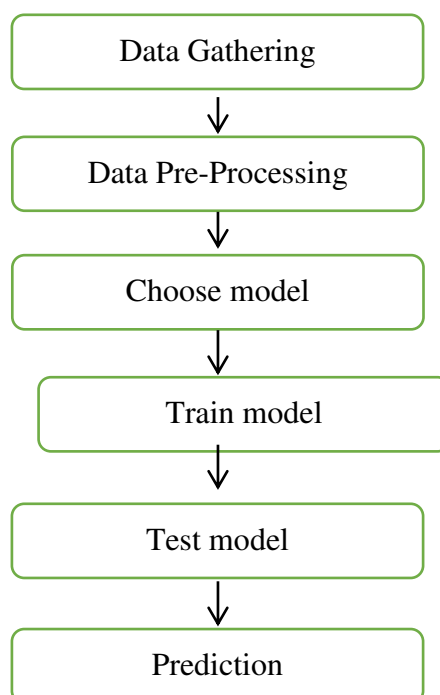 Data Gathering
Data Pre-Processing
Choose model
Train model
Test model
Prediction